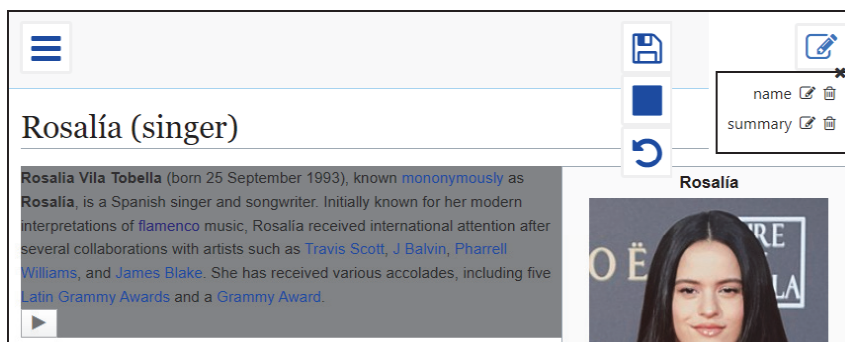 name
summary
Rosalía (singer)
Rosalia Vila Tobella (born 25 September 1993), known mononymously as
Rosalía, is a Spanish singer and songwriter. Initially known for her modern
interpretations of flamenco music, Rosalía received international attention after
several collaborations with artists such as Travis Scott, J Balvin, Pharrell
Williams, and James Blake. She has received various accolades, including five
Latin Grammy Awards and a Grammy Award.
Rosalía